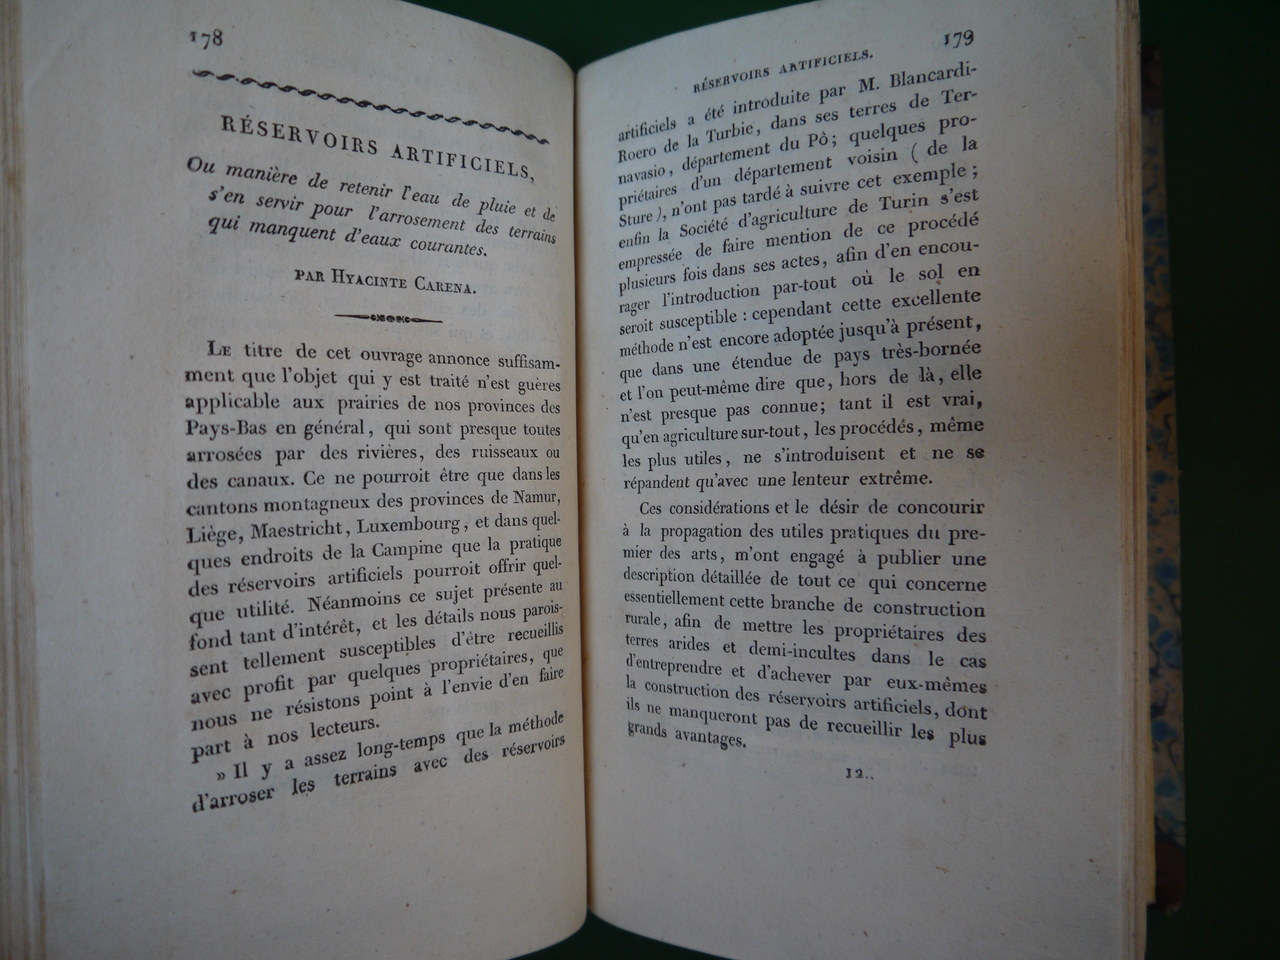 178
RÉSERVOIRS ARTIFICIELS,
Ou manière de retenir l'eau de pluie et de
s'en servir pour l'arrosement des terrains
qui manquent d'eaux courantes.
PAR HYACINTE CARENA.
LE titre de cet ouvrage annonce suffisam-
ment que l'objet qui y est traité n'est guères
applicable aux prairies de nos provinces des
Pays-Bas en général, qui sont presque toutes
arrosées par des rivières, des ruisseaux ou
des canaux. Ce ne pourroit être que dans les
cantons montagneux des provinces de Namur,
Liège, Maestricht, Luxembourg, et dans quel-
ques endroits de la Campine que la pratique
des réservoirs artificiels pourroit offrir quel-
que utilité. Néanmoins ce sujet présente au
fond tant d'intérêt, et les détails nous parois-
sent tellement susceptibles d'être recueillis
avec profit par quelques propriétaires, que
nous ne résistons point à l'envie d'en faire
part à nos lecteurs.
» Il y a assez long-temps que la méthode
d'arroser les terrains avec des réservoirs
RÉSERVOIRS ARTIFICIELS. 179
artificiels a été introduite par M. Blancardi-
Roero de la Turbie, dans ses terres de Ter-
navasio, département du Pô; quelques pro-
priétaires d'un département voisin ( de la
Sture ), n'ont pas tardé à suivre cet exemple ;
enfin la Société d'agriculture de Turin s'est
empressée de faire mention de ce procédé
plusieurs fois dans ses actes, afin d'en encou-
rager l'introduction par-tout où le sol en
seroit susceptible : cependant cette excellente
méthode n'est encore adoptée jusqu'à présent,
que dans une étendue de pays très-bornée
et l'on peut-même dire que, hors de là, elle
n'est presque pas connue; tant il est vrai,
qu'en agriculture sur-tout, les procédés, même
les plus utiles, ne s'introduisent et ne se
répandent qu'avec une lenteur extrême.
Ces considérations et le désir de concourir
à la propagation des utiles pratiques du pre-
mier des arts, m'ont engagé à publier une
description détaillée de tout ce qui concerne
essentiellement cette branche de construction
rurale, afin de mettre les propriétaires des
terres arides et demi-incultes dans le cas
d'entreprendre et d'achever par eux-mêmes
la construction des réservoirs artificiels, dont
ils ne manqueront pas de recueillir les plus
grands avantages.
12..